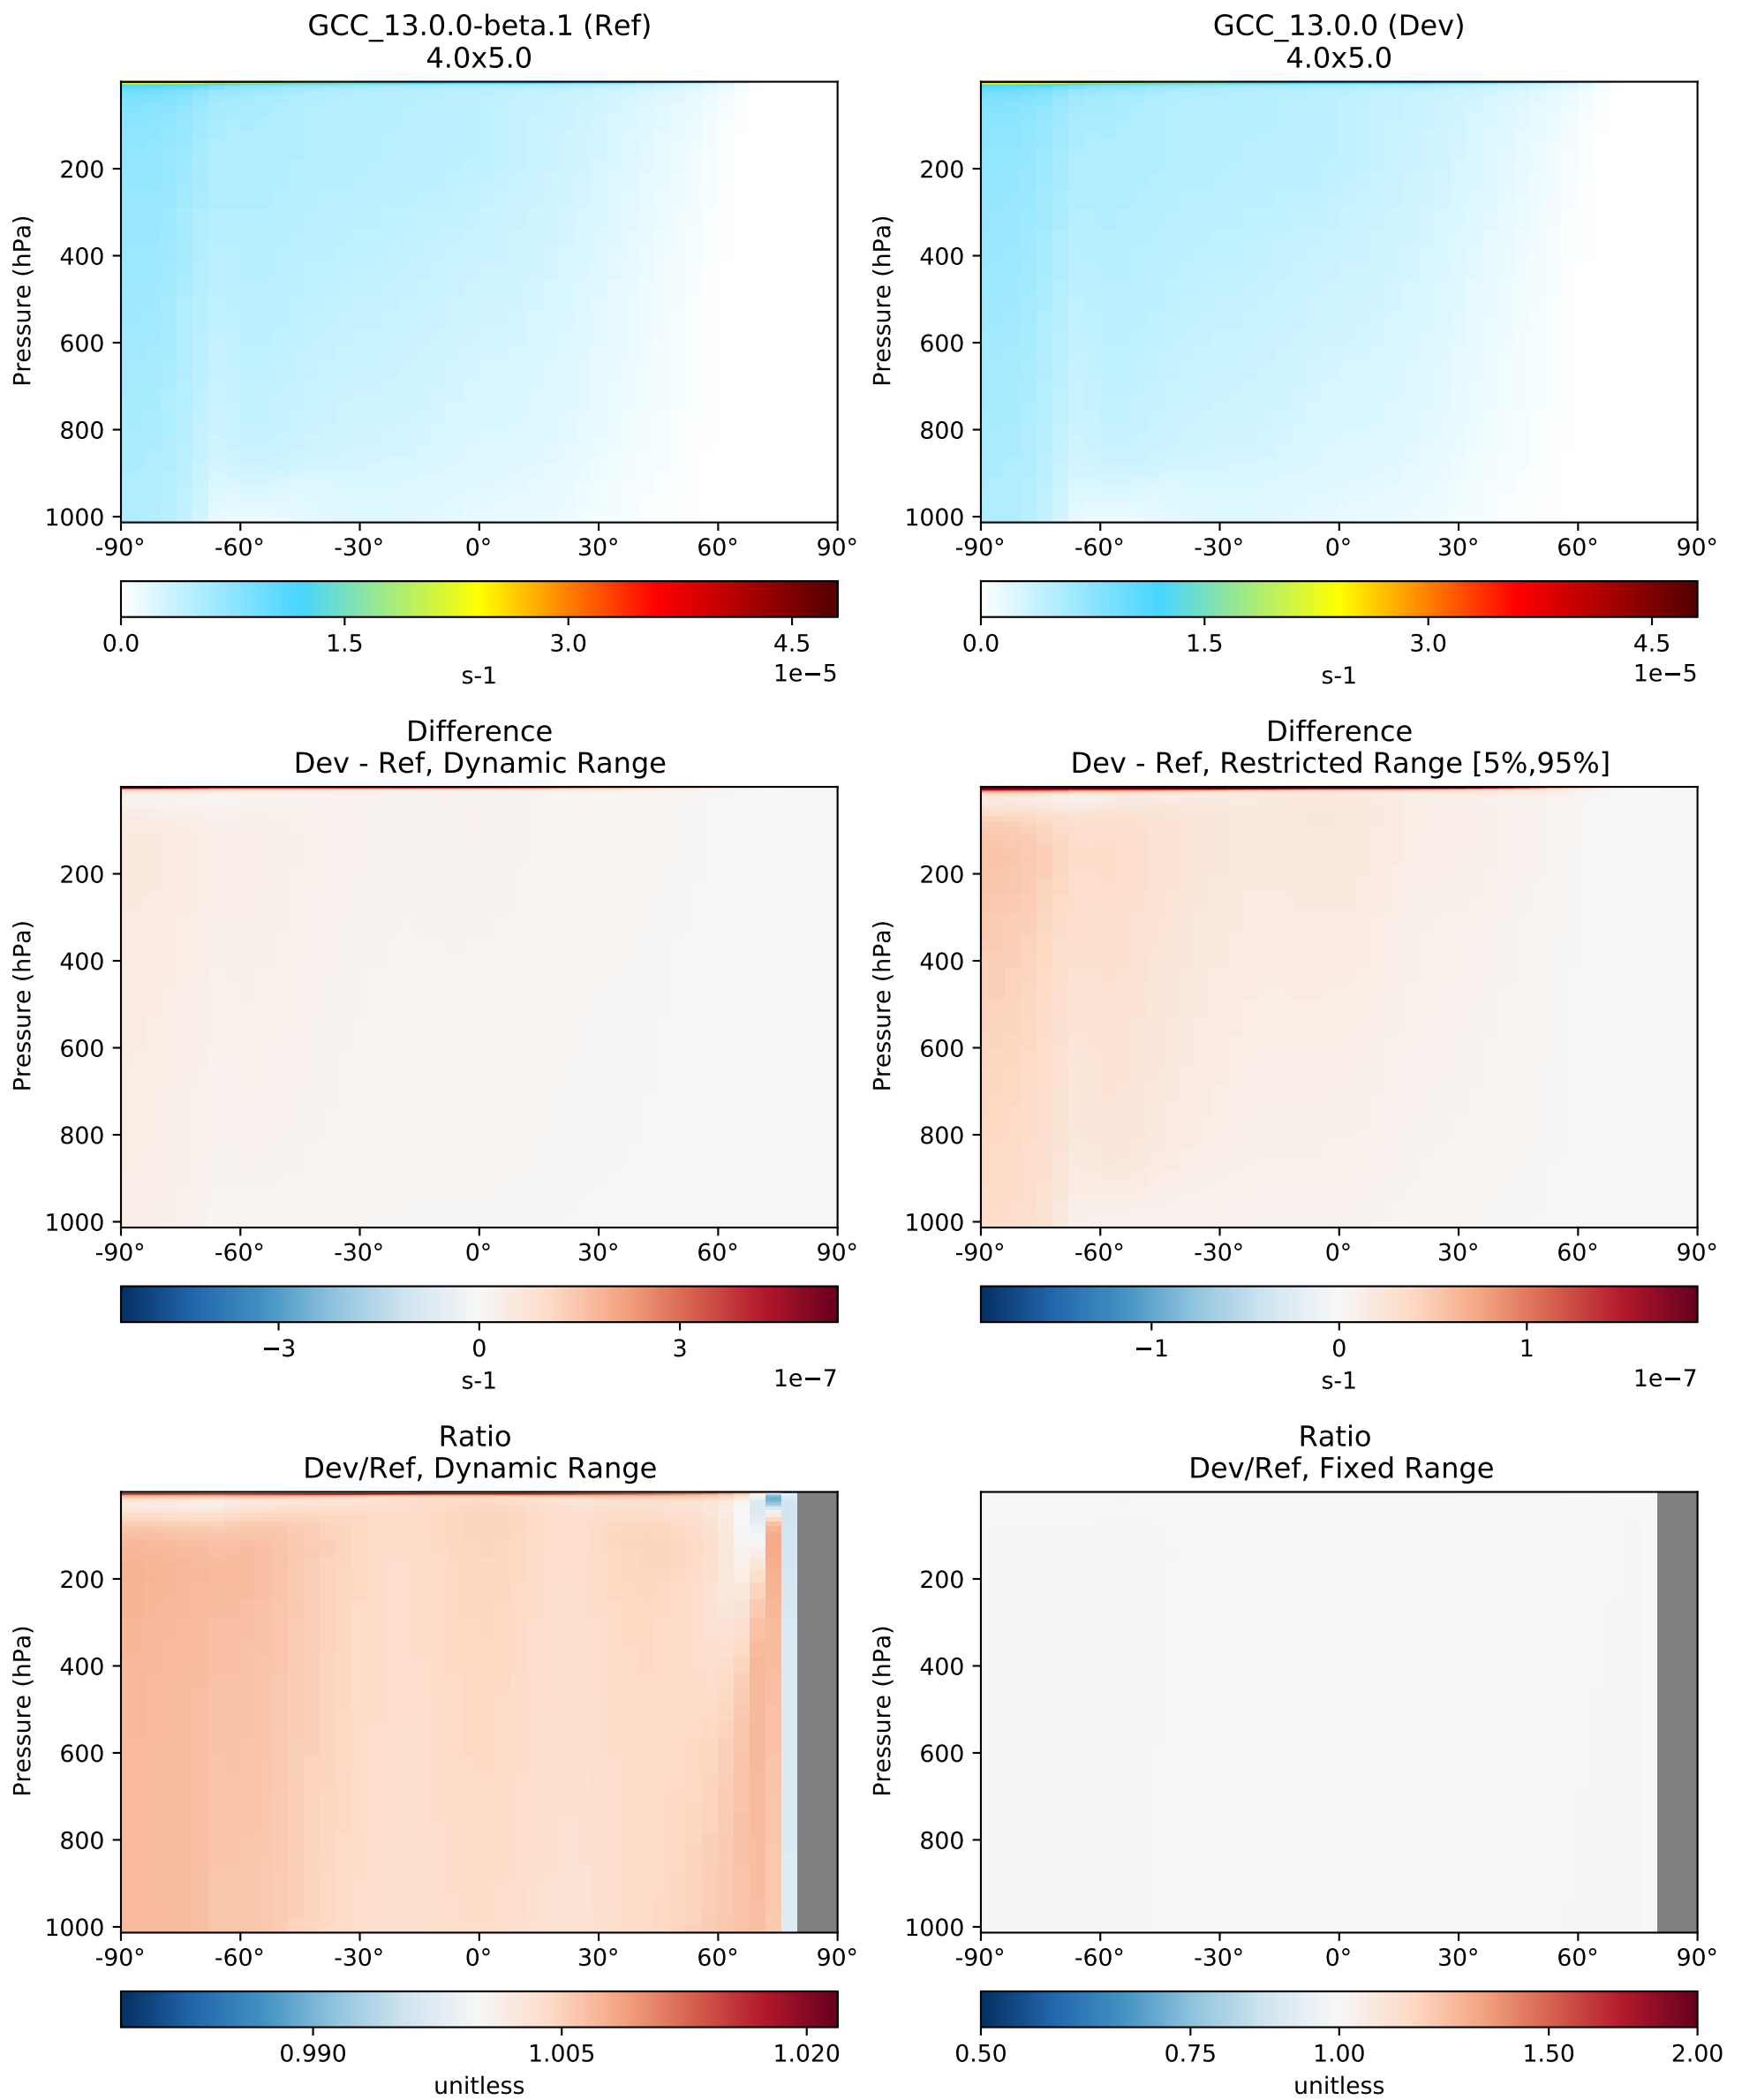 GCC_13.0.0-beta.1 (Ref)
4.0x5.0
Pressure (hPa)
200
400
600
800
1000
-90° -60° -30° 0° 30° 60° 90°
0.0 1.5 3.0 4.5
1e−5
s-1
GCC_13.0.0 (Dev)
4.0x5.0
Pressure (hPa)
200
400
600
800
1000
-90° -60° -30° 0° 30° 60° 90°
0.0 1.5 3.0 4.5
1e−5
s-1
Difference
Dev - Ref, Dynamic Range
Pressure (hPa)
200
400
600
800
1000
-90° -60° -30° 0° 30° 60° 90°
−3 0 3
1e−7
s-1
Difference
Dev - Ref, Restricted Range [5%,95%]
Pressure (hPa)
200
400
600
800
1000
-90° -60° -30° 0° 30° 60° 90°
−1 0 1
1e−7
s-1
Ratio
Dev/Ref, Dynamic Range
Pressure (hPa)
200
400
600
800
1000
-90° -60° -30° 0° 30° 60° 90°
0.990 1.005 1.020
unitless
Ratio
Dev/Ref, Fixed Range
Pressure (hPa)
200
400
600
800
1000
-90° -60° -30° 0° 30° 60° 90°
0.50 0.75 1.00 1.50 2.00
unitless